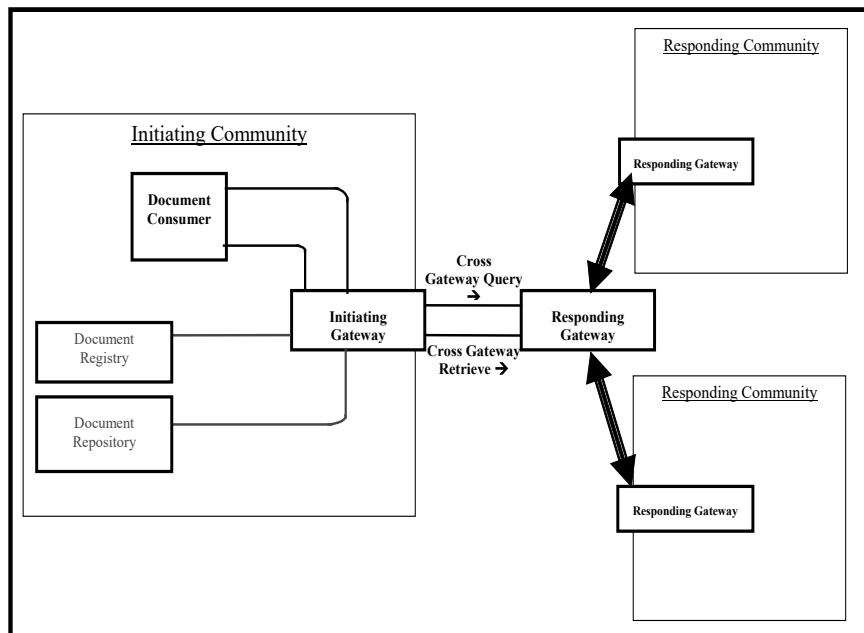 Responding Community
Responding Gateway
Initiating Community
Document
Consumer
Cross
Gateway Query
→
Initiating
Gateway
Responding
Gateway
Cross Gateway
Retrieve →
Document
Registry
Document
Repository
Responding Community
Responding Gateway